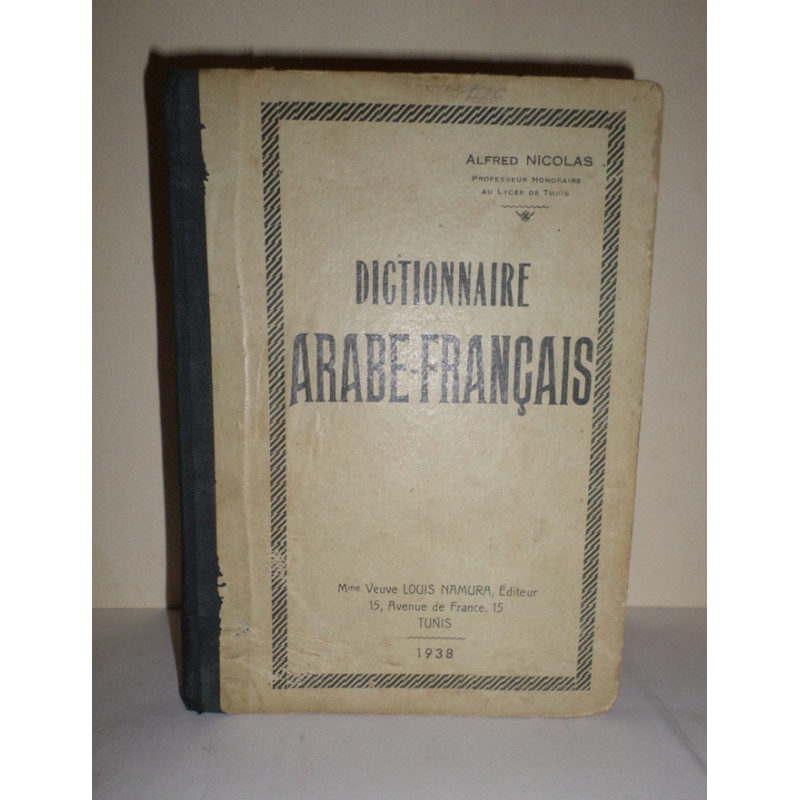 ALFRED NICOLAS
PROFESSEUR HONORAIRE
AU LYCÉE DE TUNIS
DICTIONNAIRE
ARABE-FRANÇAIS
Mme Veuve LOUIS NAMURA, Éditeur
15, Avenue de France. 15
TUNIS
1938